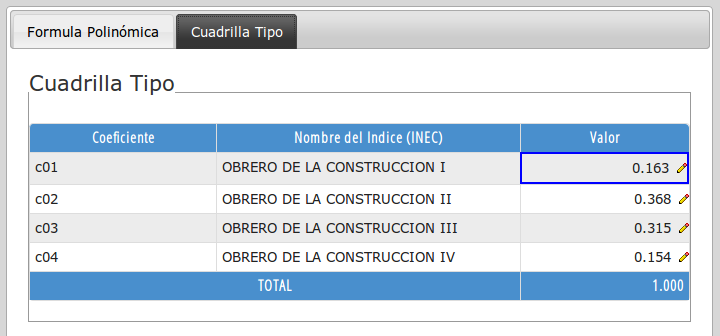 Formula Polinómica Cuadrilla Tipo
Cuadrilla Tipo
Coeficiente Nombre del Indice (INEC) Valor
c01 OBRERO DE LA CONSTRUCCION I 0.163
c02 OBRERO DE LA CONSTRUCCION II 0.368
c03 OBRERO DE LA CONSTRUCCION III 0.315
c04 OBRERO DE LA CONSTRUCCION IV 0.154
TOTAL 1.000